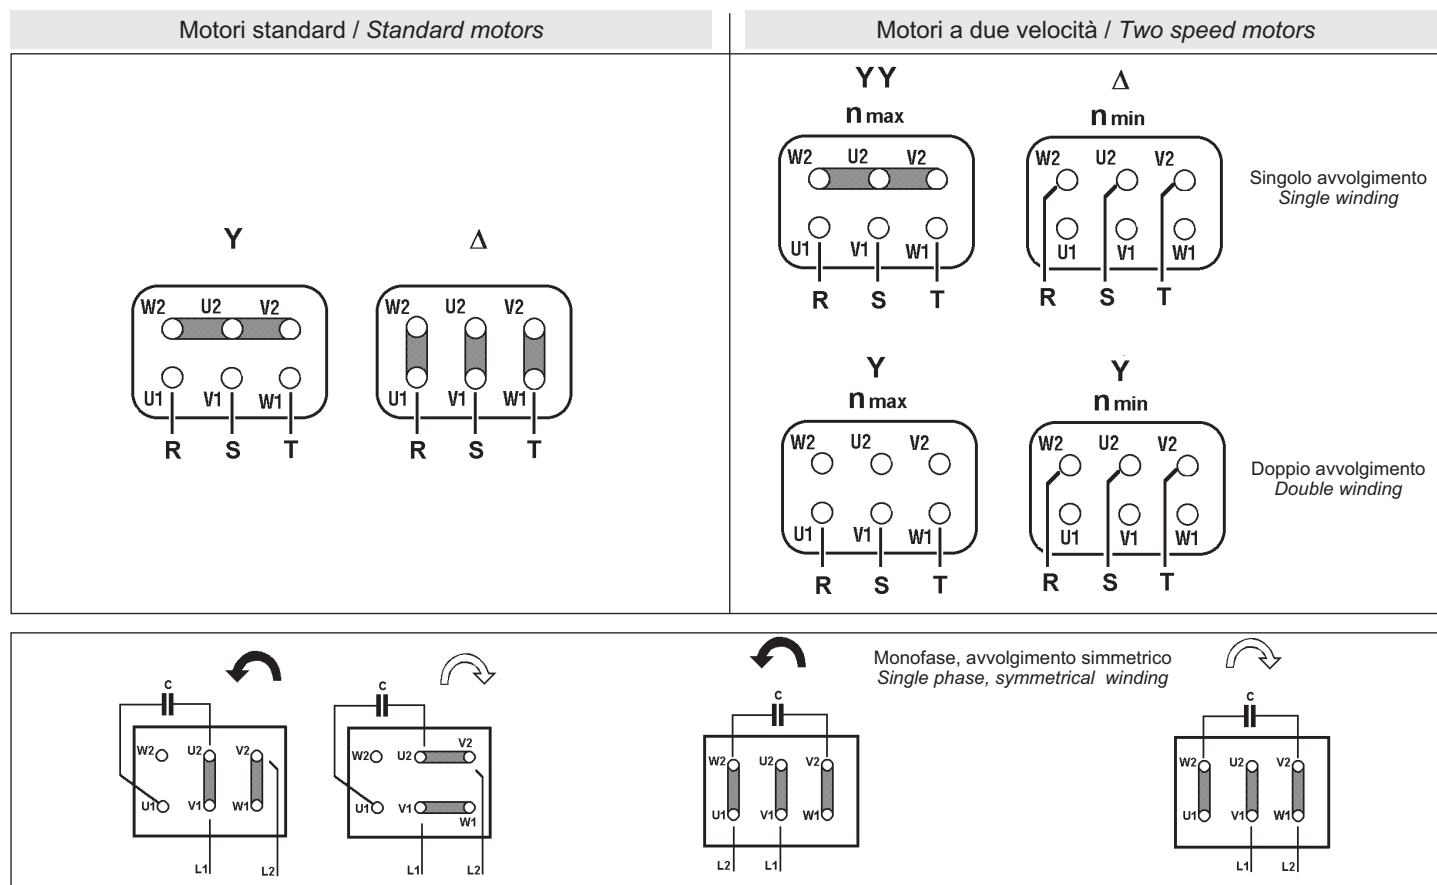 Motori standard / Standard motors
Motori a due velocità / Two speed motors
Y
W2 U2 V2
U1 V1 W1
R S T
Δ
W2 U2 V2
U1 V1 W1
R S T
YY
n max
W2 U2 V2
U1 V1 W1
R S T
Δ
n min
W2 U2 V2
U1 V1 W1
R S T
Singolo avvolgimento
Single winding
Y
n max
W2 U2 V2
U1 V1 W1
R S T
Y
n min
W2 U2 V2
U1 V1 W1
R S T
Doppio avvolgimento
Double winding
C
W2 U2 V2
U1 V1 W1
L1 L2
C
W2 U2 V2
U1 V1 W1
L1 L2
Monofase, avvolgimento simmetrico
Single phase, symmetrical winding
C
W2 U2 V2
U1 V1 W1
L2 L1
C
W2 U2 V2
U1 V1 W1
L1 L2